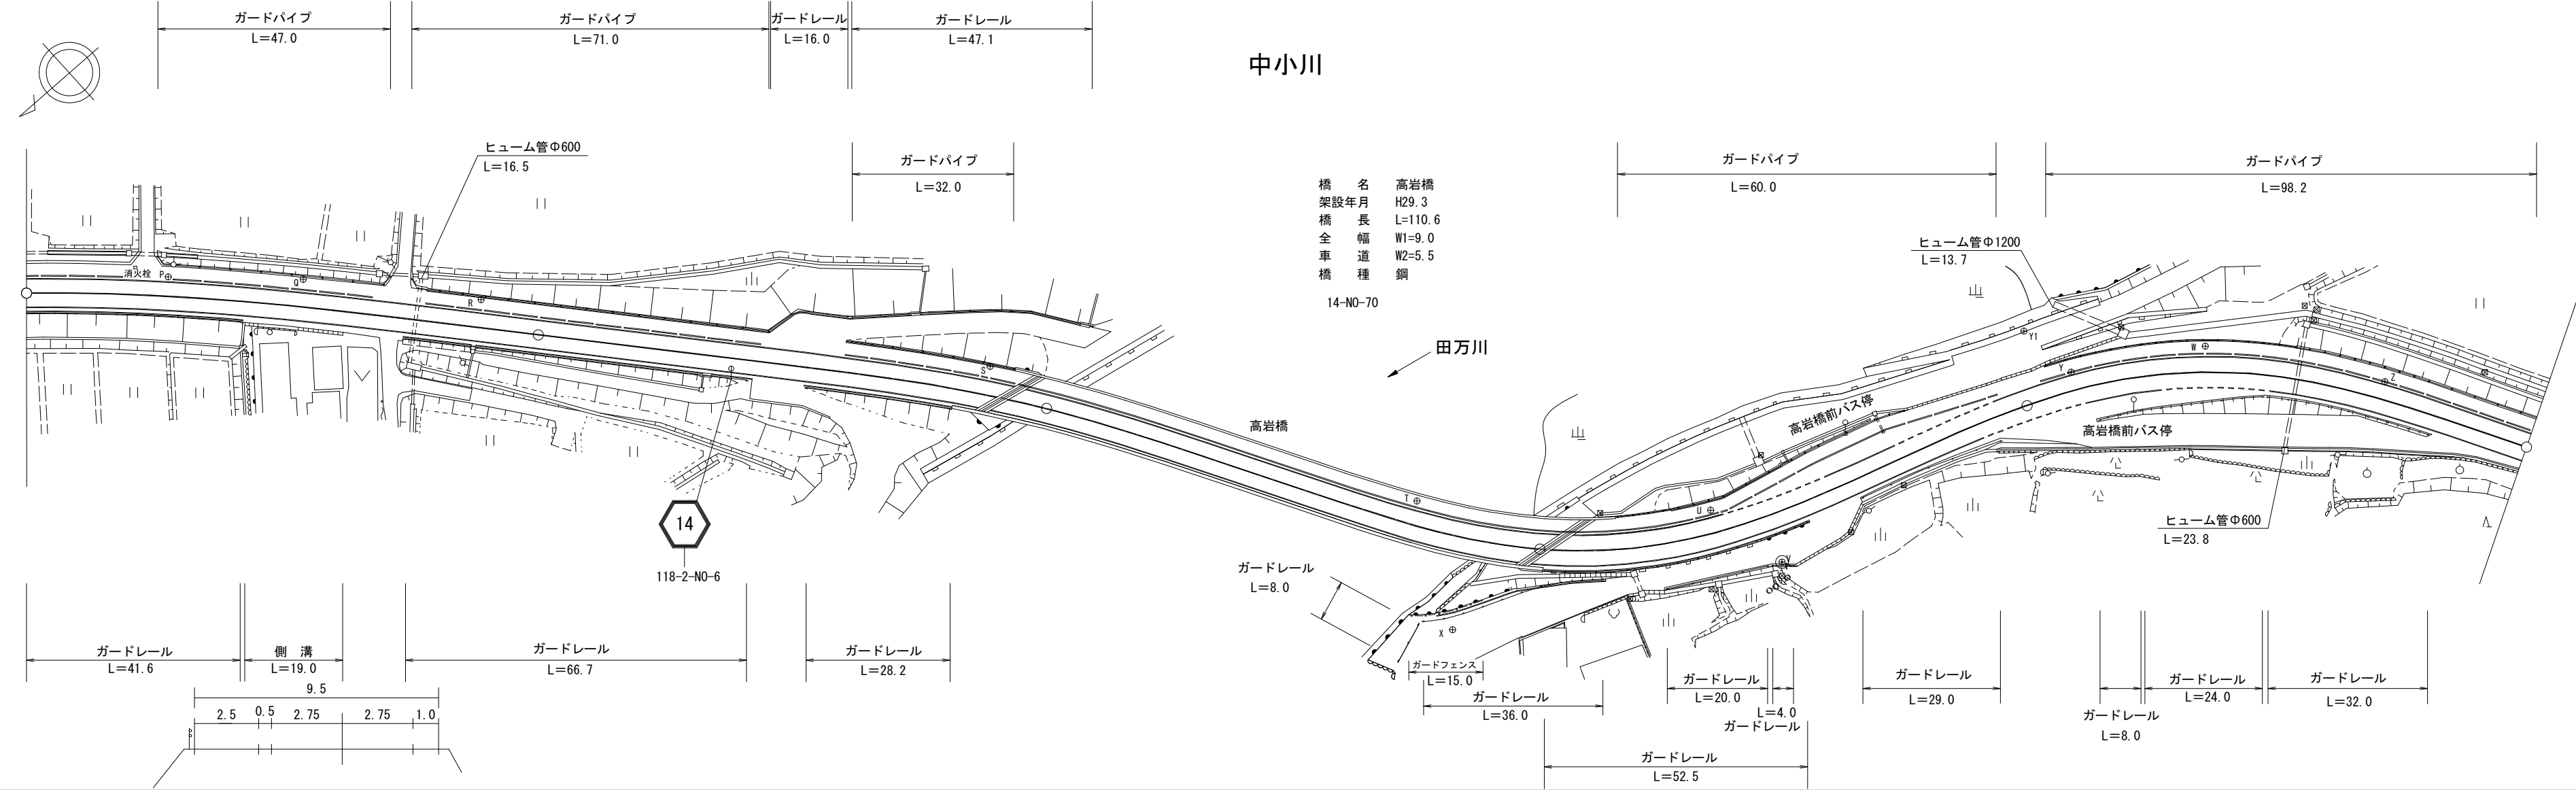 ガードパイプ
L=47.0
ガードパイプ
L=71.0
ガードレール
L=16.0
ガードレール
L=47.1
中小川
ヒューム管Φ600
L=16.5
ガードパイプ
L=32.0
橋 名 高岩橋
架設年月 H29.3
橋 長 L=110.6
全 幅 W1=9.0
車 道 W2=5.5
橋 種 鋼
14-NO-70
田万川
ガードパイプ
L=60.0
ガードパイプ
L=98.2
ヒューム管Φ1200
L=13.7
消火栓
P
Q
R
S
高岩橋
T
U
V
W
X
Y
Y1
Z
高岩橋前バス停
高岩橋前バス停
ヒューム管Φ600
L=23.8
14
118-2-NO-6
ガードレール
L=8.0
ガードレール
L=41.6
側 溝
L=19.0
ガードレール
L=66.7
ガードレール
L=28.2
ガードフェンス
L=15.0
ガードレール
L=36.0
ガードレール
L=20.0
L=4.0
ガードレール
ガードレール
L=29.0
ガードレール
L=8.0
ガードレール
L=24.0
ガードレール
L=32.0
ガードレール
L=52.5
9.5
2.5 0.5 2.75 2.75 1.0